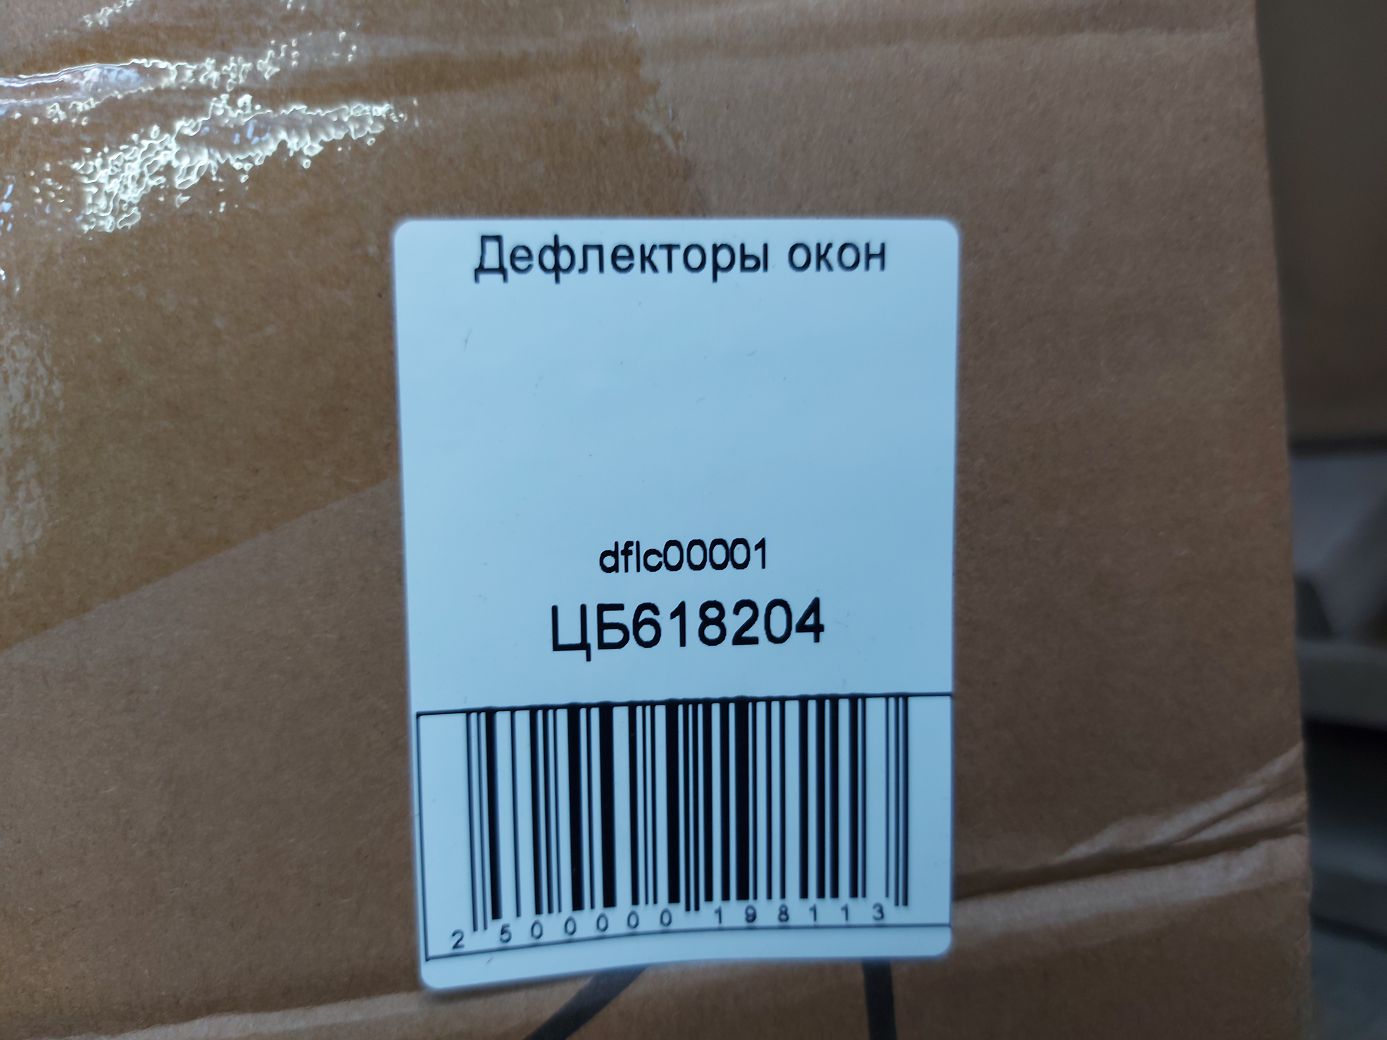 Дефлекторы окон
dflc00001
ЦБ618204
2 500000 198113